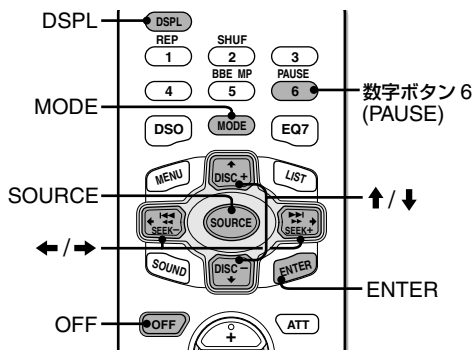 DSPL
DSPL
REP
SHUF
1
2
3
BBE MP
PAUSE
4
5
6
数字ボタン 6
(PAUSE)
MODE
DSO
MODE
EQ7
MENU
DISC +
LIST
SOURCE
↑ / ↓
SEEK−
SOURCE
SEEK+
← / →
SOUND
DISC −
ENTER
ENTER
OFF
OFF
ATT
+